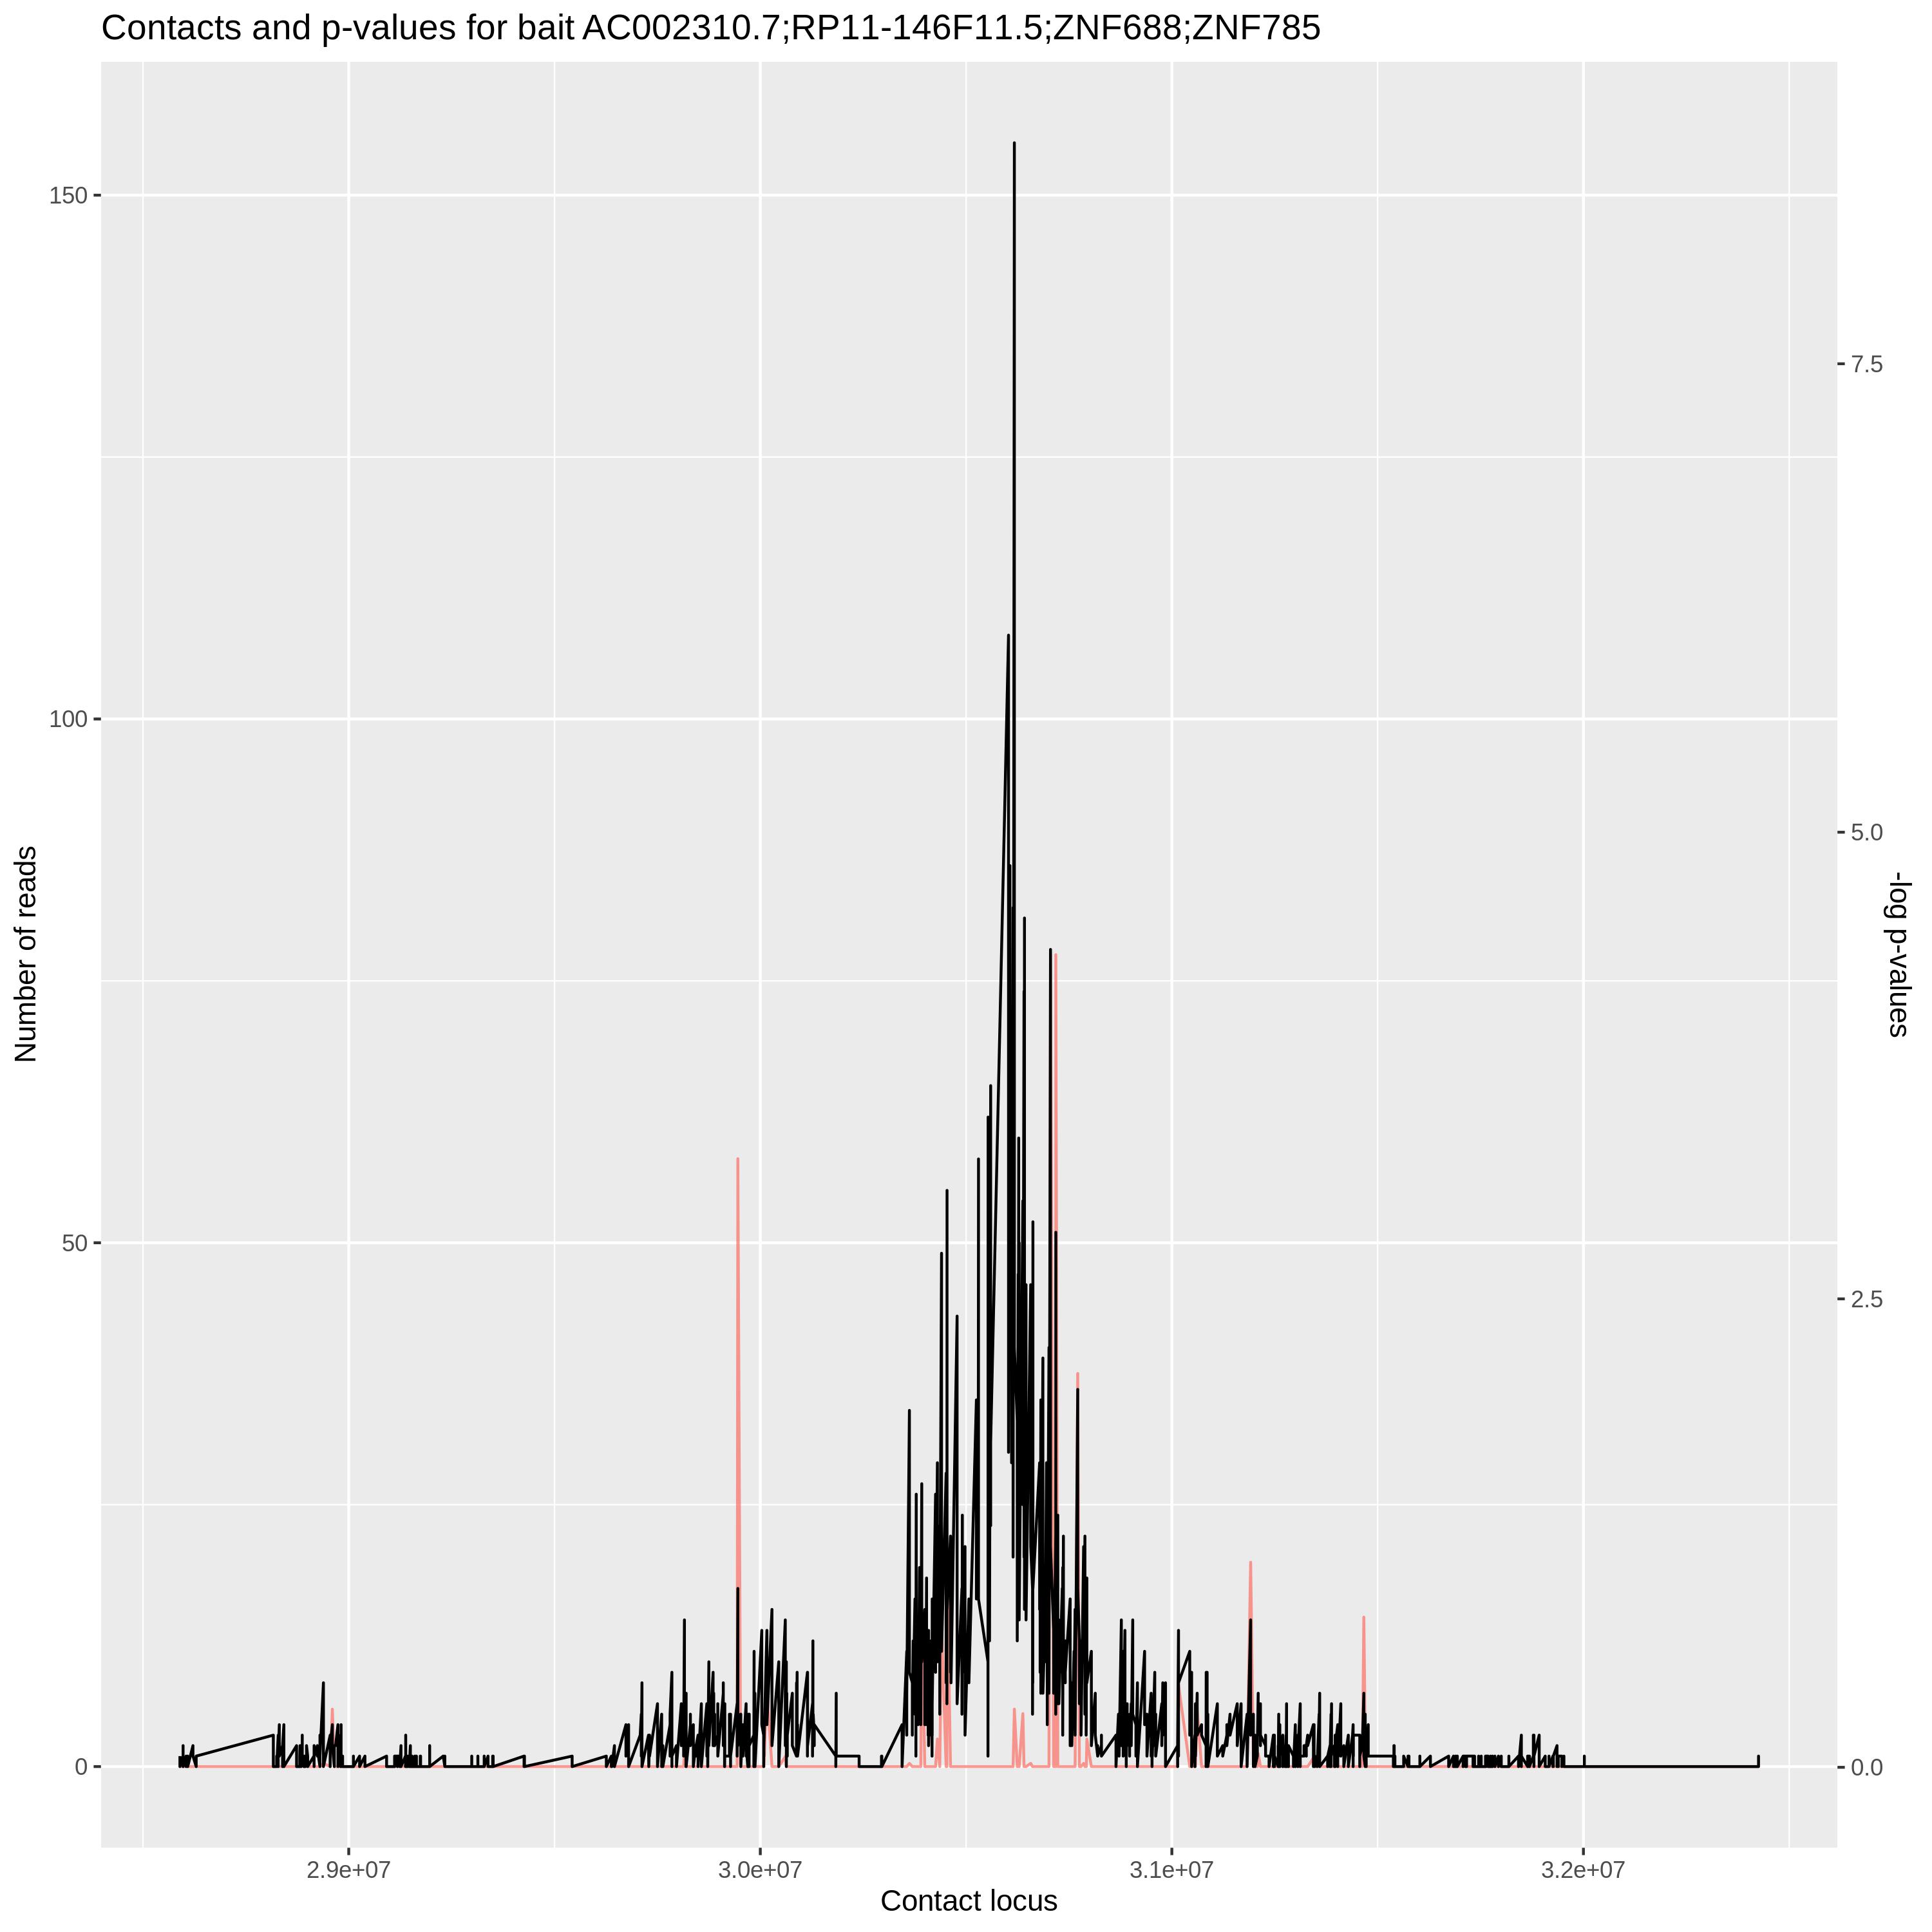 Contacts and p-values for bait AC002310.7;RP11-146F11.5;ZNF688;ZNF785
150
100
50
0
Number of reads
7.5
5.0
2.5
0.0
-log p-values
2.9e+07 3.0e+07 3.1e+07 3.2e+07
Contact locus